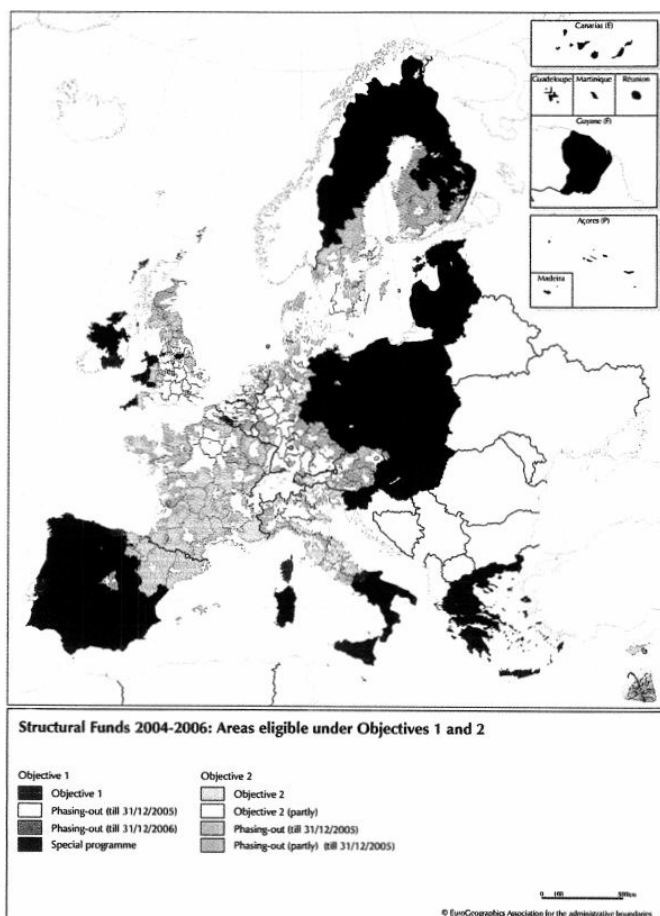 Canarias (E)
Guadeloupe
Martinique
Réunion
Guyane (F)
Açores (P)
Madeira
Structural Funds 2004-2006: Areas eligible under Objectives 1 and 2
Objective 1
Objective 1
Phasing-out (till 31/12/2005)
Phasing-out (till 31/12/2006)
Special programme
Objective 2
Objective 2
Objective 2 (partly)
Phasing-out (till 31/12/2005)
Phasing-out (partly) (till 31/12/2005)
0 100 500km
© EuroGeographics Association for the administrative boundaries